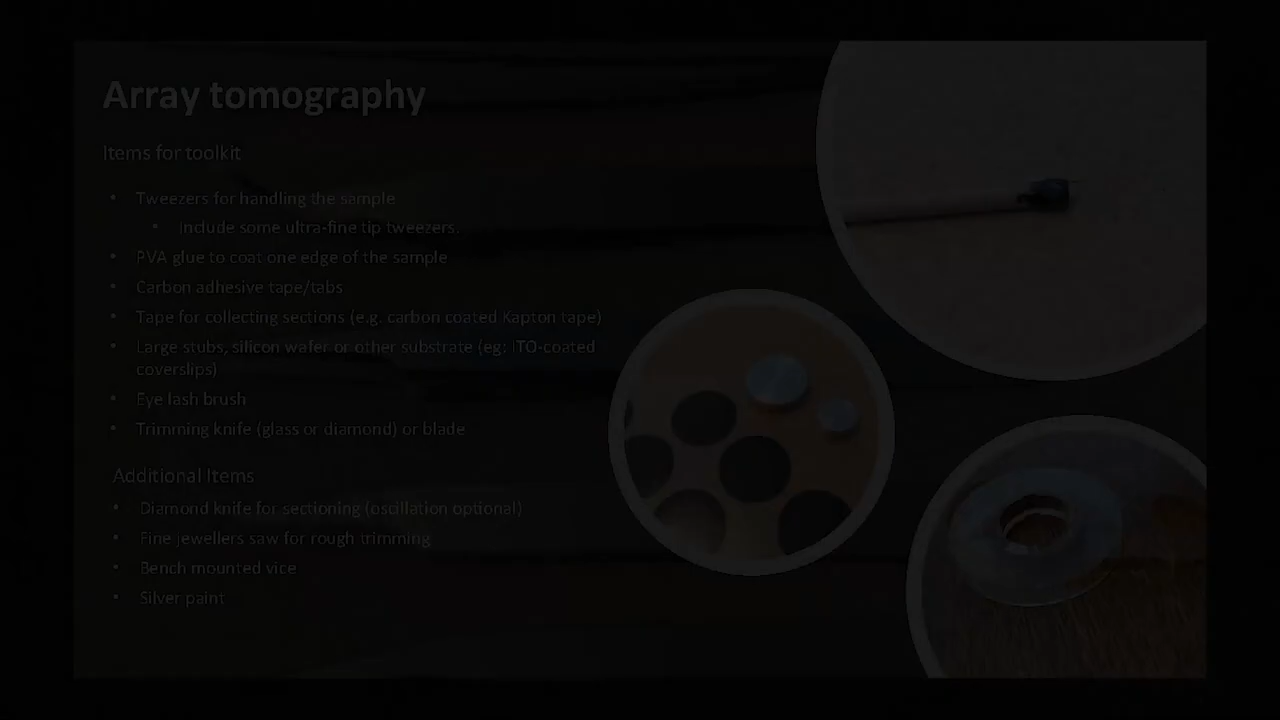 Array tomography
Items for toolkit
• Tweezers for handling the sample
• Include some ultra-fine tip tweezers.
• PVA glue to coat one edge of the sample
• Carbon adhesive tape/tabs
• Tape for collecting sections (e.g. carbon coated Kapton tape)
• Large stubs, silicon wafer or other substrate (eg: ITO-coated
coverslips)
• Eye lash brush
• Trimming knife (glass or diamond) or blade
Additional Items
• Diamond knife for sectioning (oscillation optional)
• Fine jewellers saw for rough trimming
• Bench mounted vice
• Silver paint